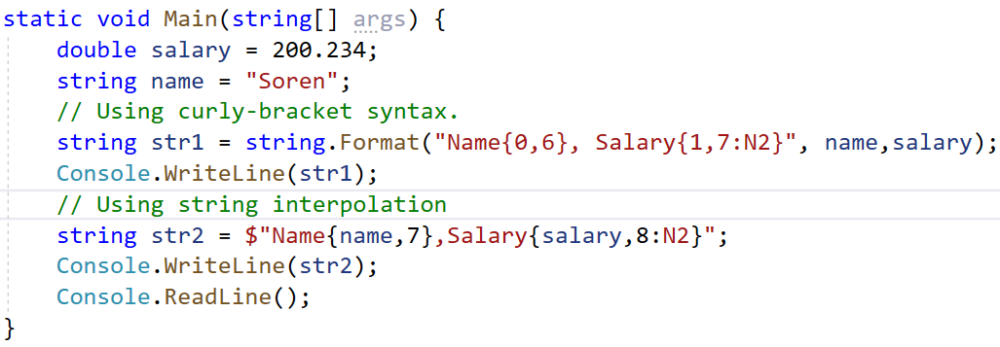 static void Main(string[] args) {
    double salary = 200.234;
    string name = "Soren";
    // Using curly-bracket syntax.
    string str1 = string.Format("Name{0,6}, Salary{1,7:N2}", name,salary);
    Console.WriteLine(str1);
    // Using string interpolation
    string str2 = $"Name{name,7},Salary{salary,8:N2}";
    Console.WriteLine(str2);
    Console.ReadLine();
}